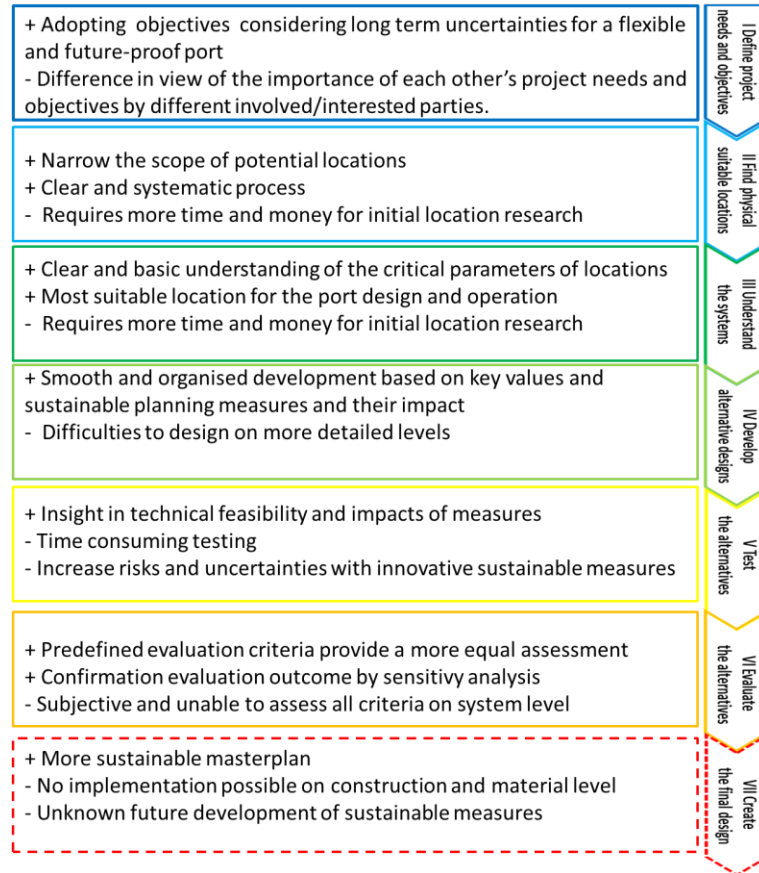 + Adopting objectives considering long term uncertainties for a flexible
and future-proof port
- Difference in view of the importance of each other's project needs and
objectives by different involved/interested parties.
I Define project
needs and objectives
+ Narrow the scope of potential locations
+ Clear and systematic process
- Requires more time and money for initial location research
II Find physical
suitable locations
+ Clear and basic understanding of the critical parameters of locations
+ Most suitable location for the port design and operation
- Requires more time and money for initial location research
III Understand
the systems
+ Smooth and organised development based on key values and
sustainable planning measures and their impact
- Difficulties to design on more detailed levels
IV Develop
alternative designs
+ Insight in technical feasibility and impacts of measures
- Time consuming testing
- Increase risks and uncertainties with innovative sustainable measures
V Test
the alternatives
+ Predefined evaluation criteria provide a more equal assessment
+ Confirmation evaluation outcome by sensitivy analysis
- Subjective and unable to assess all criteria on system level
VI Evaluate
the alternatives
+ More sustainable masterplan
- No implementation possible on construction and material level
- Unknown future development of sustainable measures
VII Create
the final design